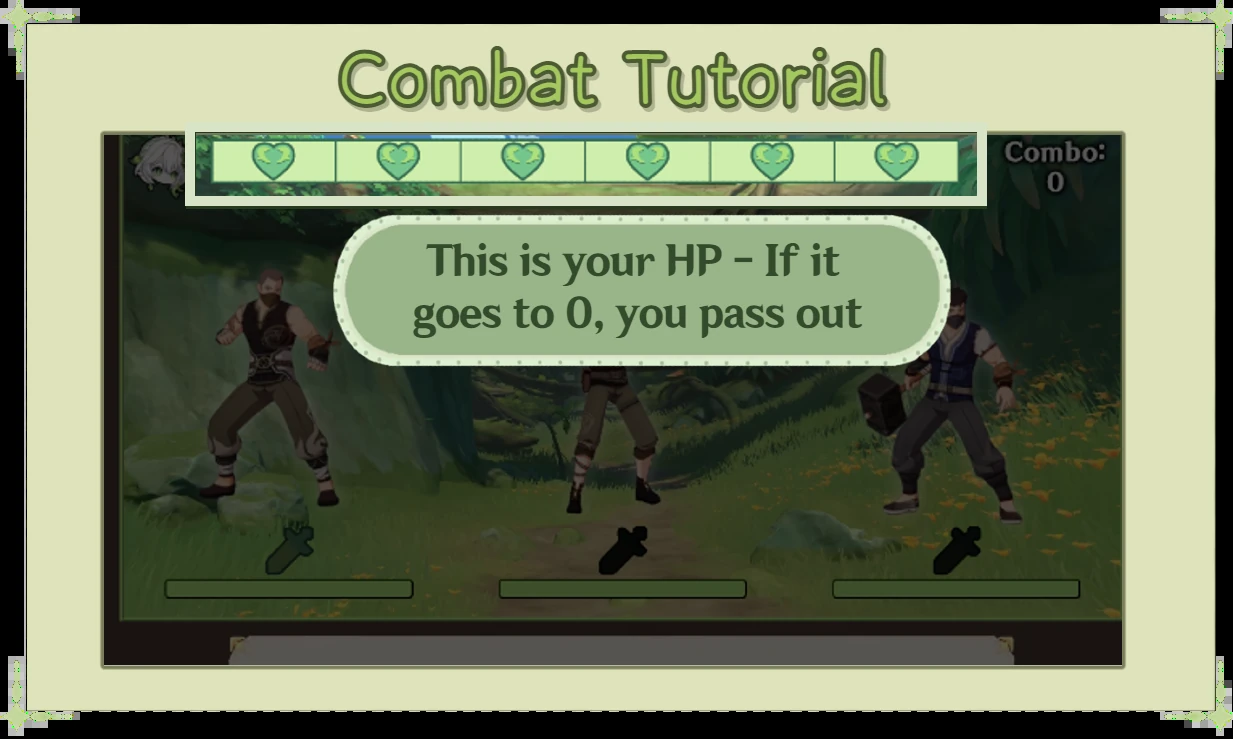 Combat Tutorial
Combo:
0
This is your HP - If it
goes to 0, you pass out